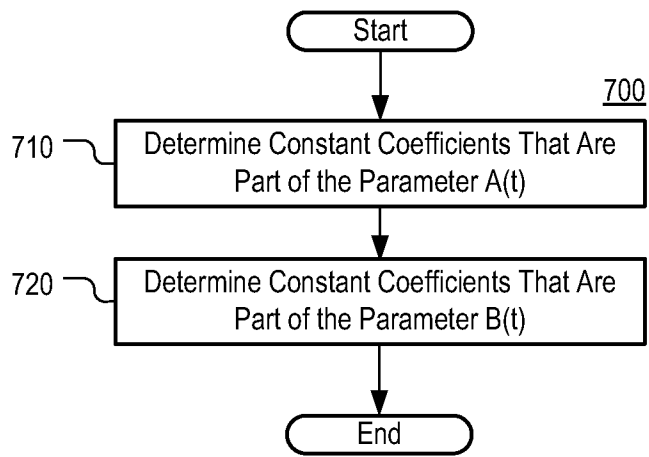 Start
700
710
Determine Constant Coefficients That Are
Part of the Parameter A(t)
720
Determine Constant Coefficients That Are
Part of the Parameter B(t)
End